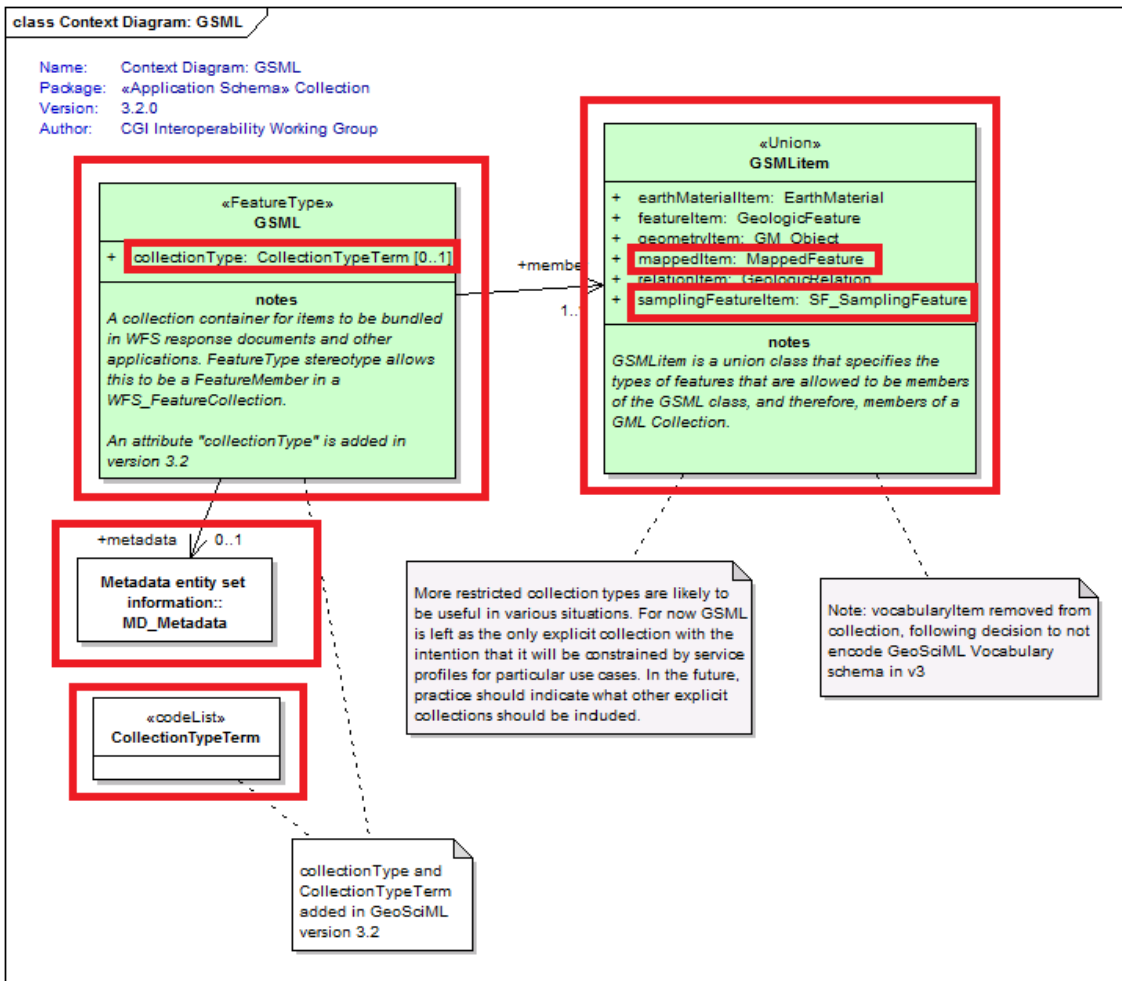 class Context Diagram: GSML
Name: Context Diagram: GSML
Package: «Application Schema» Collection
Version: 3.2.0
Author: CGI Interoperability Working Group
«FeatureType»
GSML
+ collectionType: CollectionTypeTerm [0..1]
notes
A collection container for items to be bundled
in WFS response documents and other
applications. FeatureType stereotype allows
this to be a FeatureMember in a
WFS_FeatureCollection.
An attribute "collectionType" is added in
version 3.2
+membe
1..
«Union»
GSMLitem
+ earthMaterialItem: EarthMaterial
+ featureItem: GeologicFeature
+ geometryItem: GM_Object
+ mappedItem: MappedFeature
+ relationItem: GeologicRelation
+ samplingFeatureItem: SF_SamplingFeature
notes
GSMLitem is a union class that specifies the
types of features that are allowed to be members
of the GSML class, and therefore, members of a
GML Collection.
+metadata 0..1
Metadata entity set
information::
MD_Metadata
«codeList»
CollectionTypeTerm
More restricted collection types are likely to
be useful in various situations. For now GSML
is left as the only explicit collection with the
intention that it will be constrained by service
profiles for particular use cases. In the future,
practice should indicate what other explicit
collections should be included.
Note: vocabularyItem removed from
collection, following decision to not
encode GeoSciML Vocabulary
schema in v3
collectionType and
CollectionTypeTerm
added in GeoSciML
version 3.2